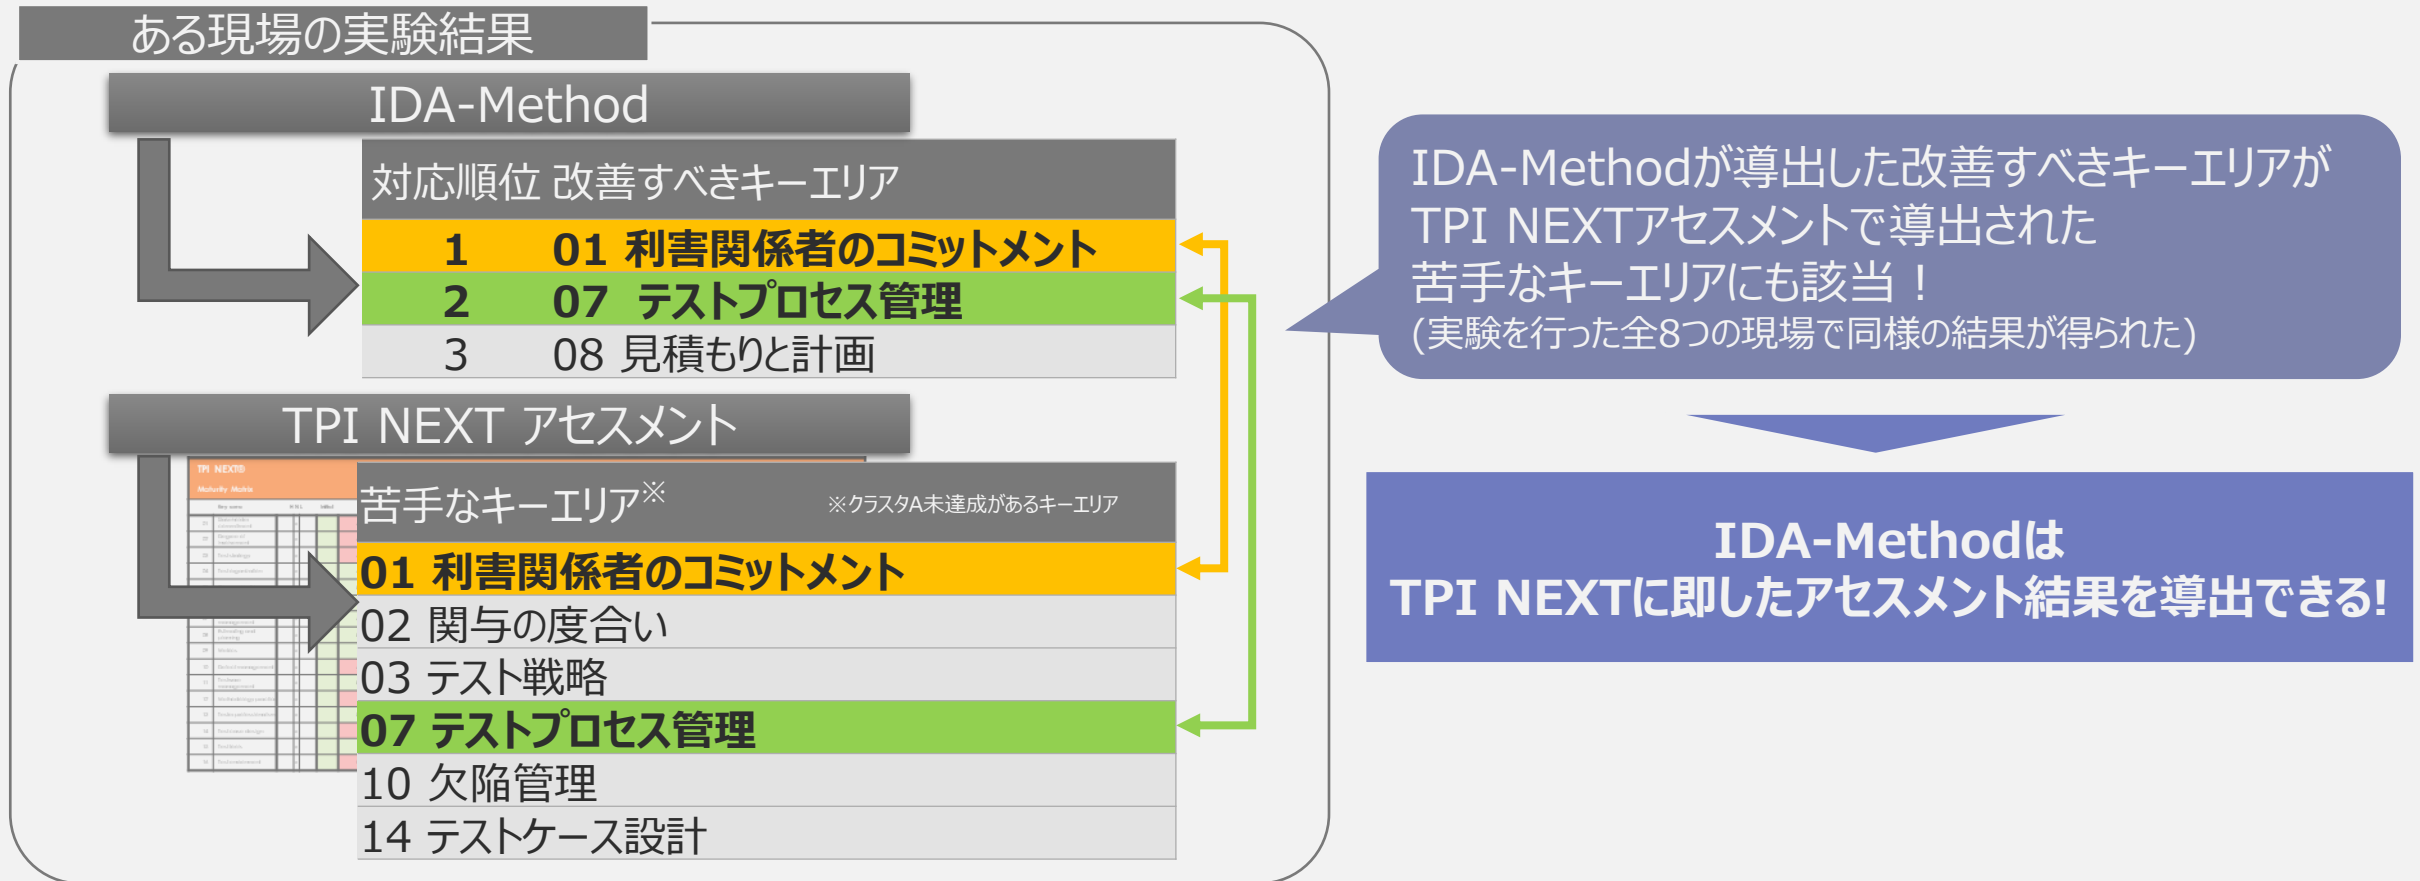 ある現場の実験結果
IDA-Method
対応順位 改善すべきキーエリア
1 01 利害関係者のコミットメント
2 07 テストプロセス管理
3 08 見積もりと計画
TPI NEXT アセスメント
TPI NEXT®
Maturity Matrix
苦手なキーエリア※ ※クラスタA未達成があるキーエリア
01 利害関係者のコミットメント
02 関与の度合い
03 テスト戦略
07 テストプロセス管理
10 欠陥管理
14 テストケース設計
IDA-Methodが導出した改善すべきキーエリアが
TPI NEXTアセスメントで導出された
苦手なキーエリアにも該当！
(実験を行った全8つの現場で同様の結果が得られた)
IDA-Methodは
TPI NEXTに即したアセスメント結果を導出できる!